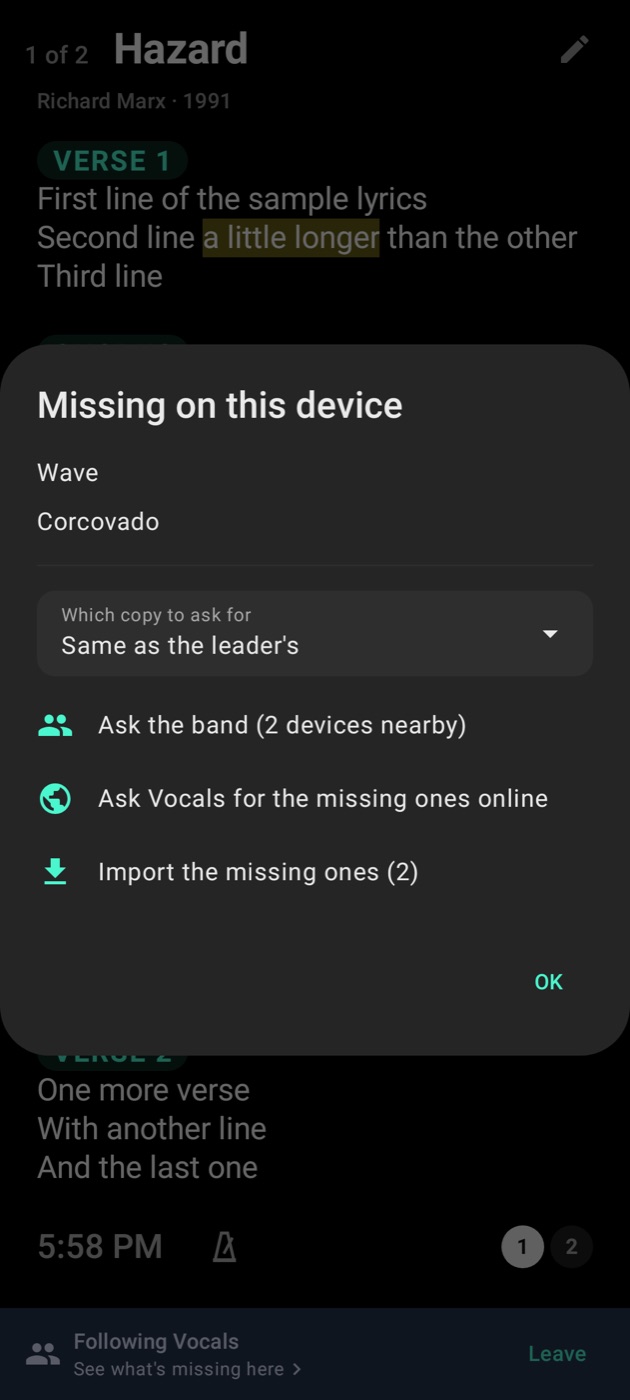 1 of 2 Hazard
Richard Marx · 1991
VERSE 1
First line of the sample lyrics
Second line a little longer than the other
Third line
Missing on this device
Wave
Corcovado
Which copy to ask for
Same as the leader's
Ask the band (2 devices nearby)
Ask Vocals for the missing ones online
Import the missing ones (2)
OK
VERSE 2
One more verse
With another line
And the last one
5:58 PM 1 2
Following Vocals
See what's missing here >
Leave